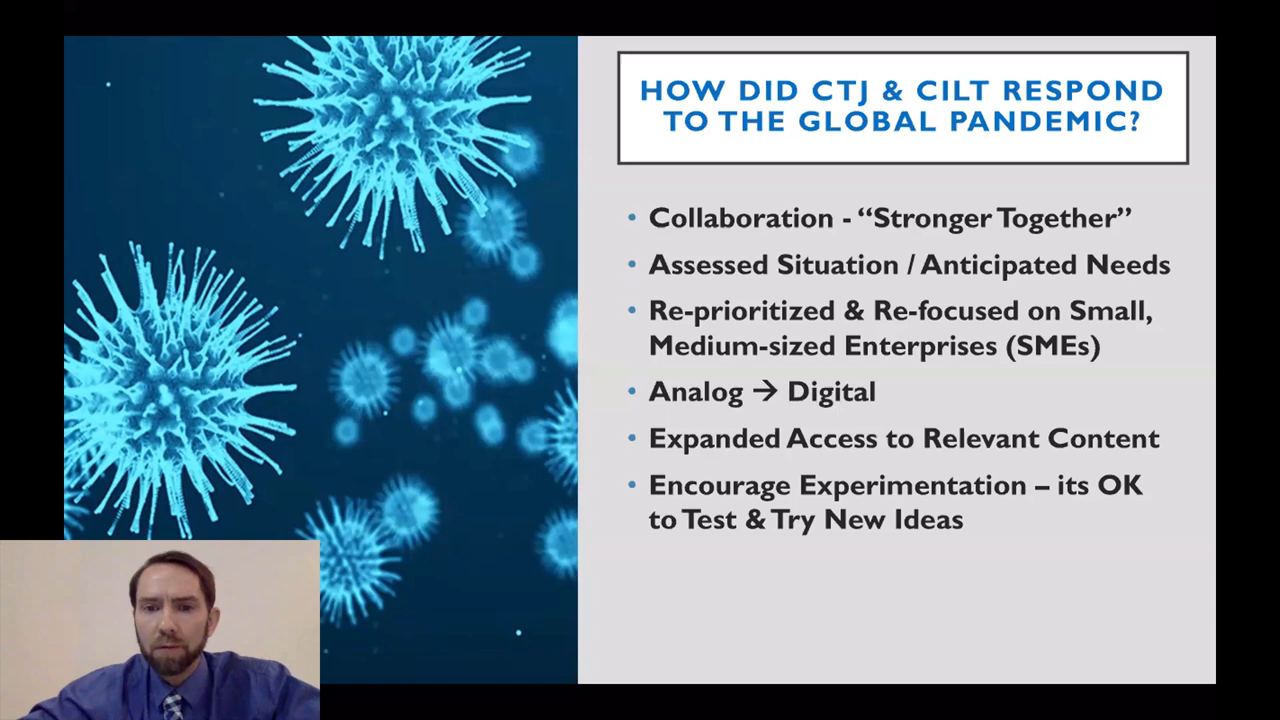 HOW DID CTJ & CILT RESPOND
TO THE GLOBAL PANDEMIC?
• Collaboration - “Stronger Together”
• Assessed Situation / Anticipated Needs
• Re-prioritized & Re-focused on Small,
Medium-sized Enterprises (SMEs)
• Analog → Digital
• Expanded Access to Relevant Content
• Encourage Experimentation – its OK
to Test & Try New Ideas